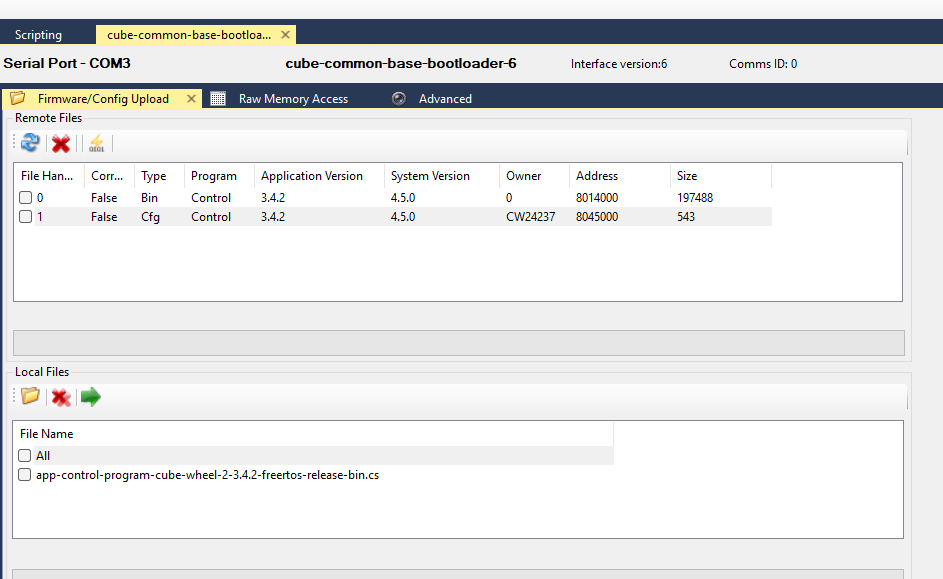 Scripting cube-common-base-bootloa...
Serial Port - COM3 cube-common-base-bootloader-6 Interface version:6 Comms ID: 0
Firmware/Config Upload Raw Memory Access Advanced
Remote Files
File Han... Corr... Type Program Application Version System Version Owner Address Size
0 False Bin Control 3.4.2 4.5.0 0 8014000 197488
1 False Cfg Control 3.4.2 4.5.0 CW24237 8045000 543
Local Files
File Name
All
app-control-program-cube-wheel-2-3.4.2-freertos-release-bin.cs